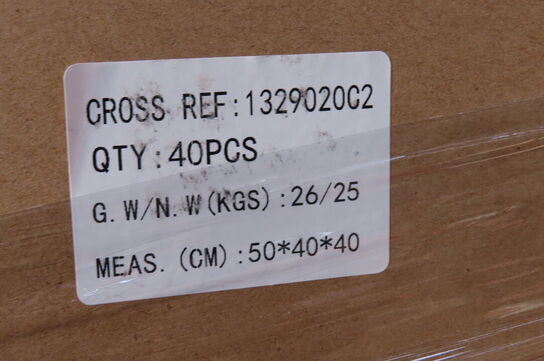 CROSS REF:1329020C2
QTY:40PCS
G.W/N.W(KGS):26/25
MEAS.(CM):50*40*40